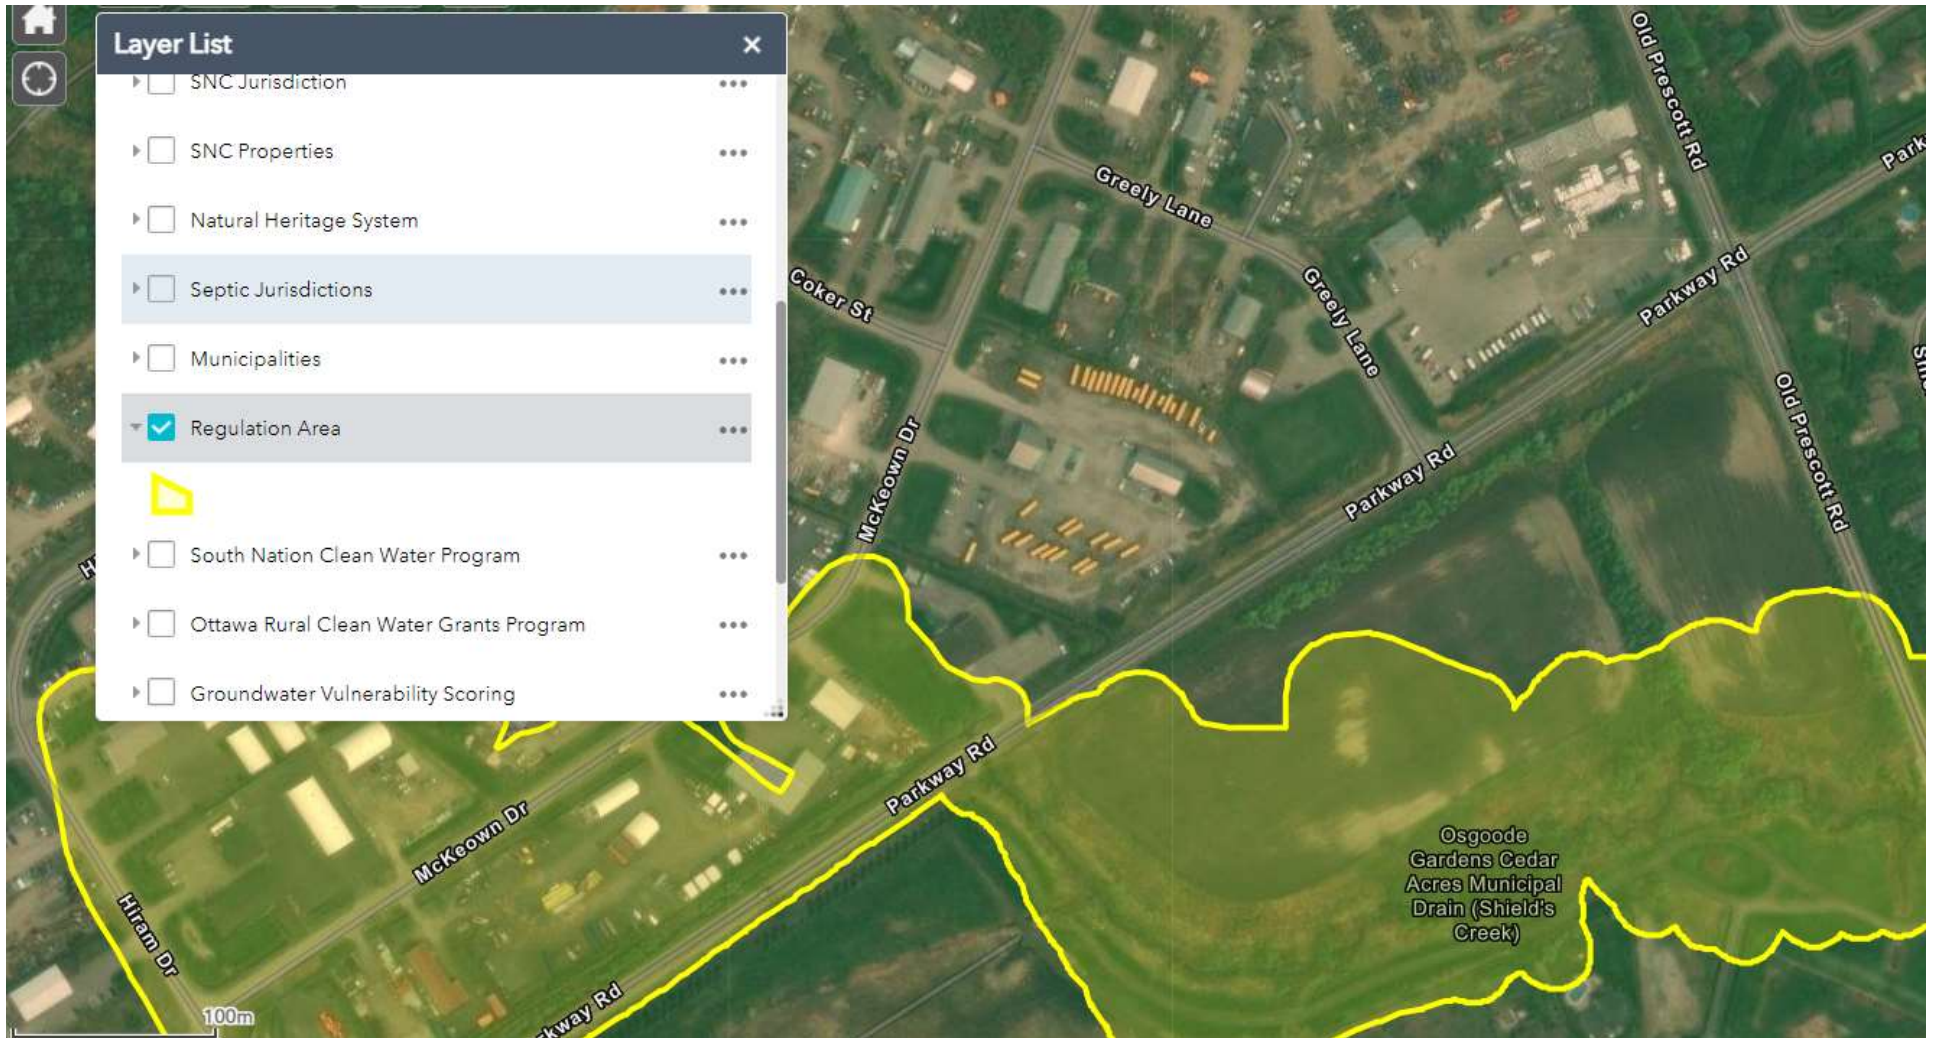 Layer List
SNC Jurisdiction
SNC Properties
Natural Heritage System
Septic Jurisdictions
Municipalities
Regulation Area
South Nation Clean Water Program
Ottawa Rural Clean Water Grants Program
Groundwater Vulnerability Scoring
Old Prescott Rd
Park
Greely Lane
Parkway Rd
Coker St
Greely Lane
Old Prescott Rd
McKeown Dr
Parkway Rd
H
Parkway Rd
McKeown Dr
Osgoode
Gardens Cedar
Acres Municipal
Drain (Shield's
Creek)
Hiram Dr
kway Rd
100m